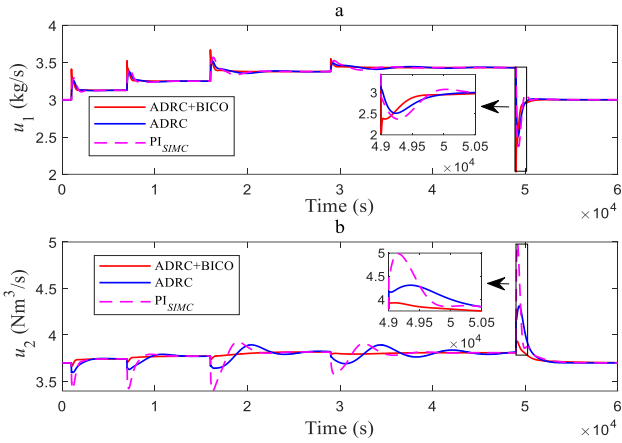 a
4
3.5
3
2.5
2
u1 (kg/s)
ADRC+BICO
ADRC
PISIMC
3
2.5
2
4.9 4.95 5 5.05
×10^4
0 1 2 3 4 5 6
Time (s)
×10^4
b
5
4.5
4
3.5
u2 (Nm^3/s)
ADRC+BICO
ADRC
PISIMC
5
4.5
4
4.9 4.95 5 5.05
×10^4
0 1 2 3 4 5 6
Time (s)
×10^4